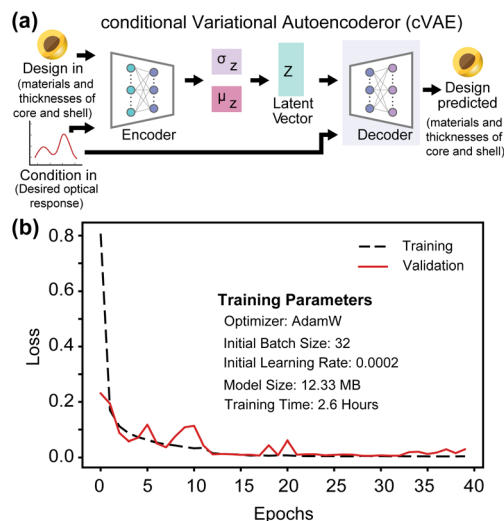 (a) conditional Variational Autoencoderor (cVAE)
Design in
(materials and
thicknesses of
core and shell)
Condition in
(Desired optical
response)
Encoder
σz
μz
Z
Latent
Vector
Decoder
Design
predicted
(materials and
thicknesses of
core and shell)
(b)
Training
Validation
Training Parameters
Optimizer: AdamW
Initial Batch Size: 32
Initial Learning Rate: 0.0002
Model Size: 12.33 MB
Training Time: 2.6 Hours
Loss
0.8
0.6
0.4
0.2
0.0
0 5 10 15 20 25 30 35 40
Epochs